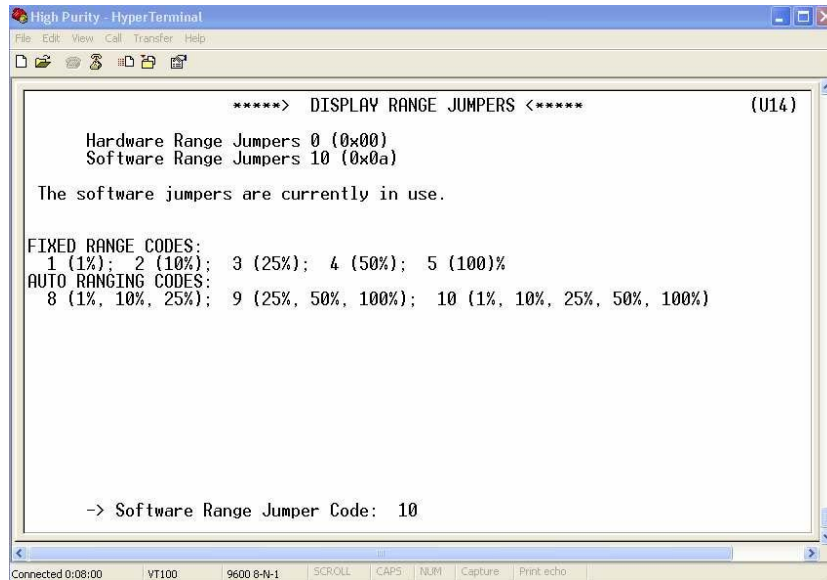 High Purity - HyperTerminal
File Edit View Call Transfer Help
*****> DISPLAY RANGE JUMPERS <***** (U14)
Hardware Range Jumpers 0 (0x00)
Software Range Jumpers 10 (0x0a)
The software jumpers are currently in use.
FIXED RANGE CODES:
1 (1%); 2 (10%); 3 (25%); 4 (50%); 5 (100)%
AUTO RANGING CODES:
8 (1%, 10%, 25%); 9 (25%, 50%, 100%); 10 (1%, 10%, 25%, 50%, 100%)
-> Software Range Jumper Code: 10
Connected 0:08:00 VT100 9600 8-N-1 SCROLL CAPS NUM Capture Print echo